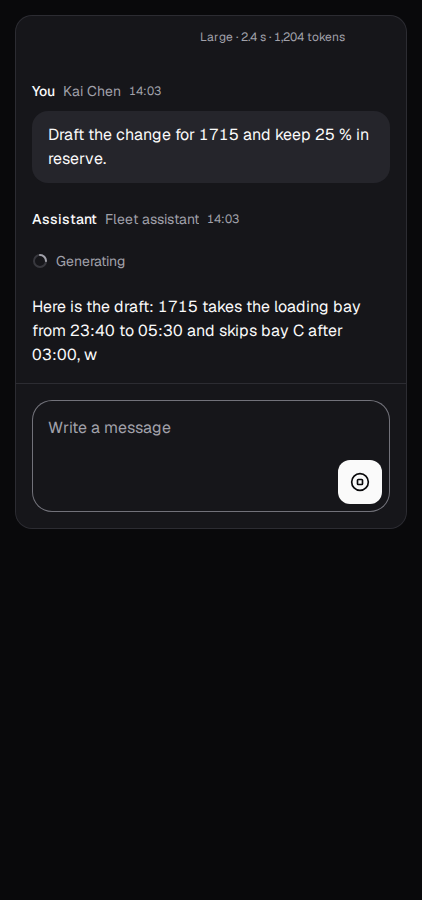 Large · 2.4 s · 1,204 tokens
You Kai Chen 14:03
Draft the change for 1715 and keep 25 % in
reserve.
Assistant Fleet assistant 14:03
Generating
Here is the draft: 1715 takes the loading bay
from 23:40 to 05:30 and skips bay C after
03:00, w
Write a message